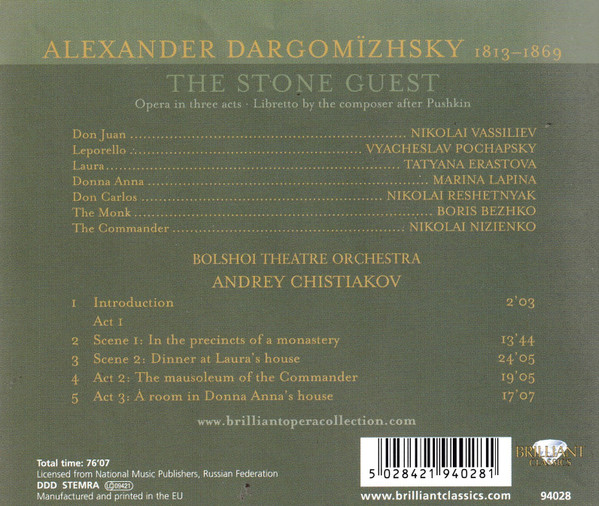 ALEXANDER DARGOMÏZHSKY 1813–1869
THE STONE GUEST
Opera in three acts · Libretto by the composer after Pushkin
Don Juan ........ NIKOLAI VASSILIEV
Leporello ........ VYACHESLAV POCHAPSKY
Laura ........ TATYANA ERASTOVA
Donna Anna ........ MARINA LAPINA
Don Carlos ........ NIKOLAI RESHETNYAK
The Monk ........ BORIS BEZHKO
The Commander ........ NIKOLAI NIZIENKO
BOLSHOI THEATRE ORCHESTRA
ANDREY CHISTIAKOV
1 Introduction 2'03
Act 1
2 Scene 1: In the precincts of a monastery 13'44
3 Scene 2: Dinner at Laura's house 24'05
4 Act 2: The mausoleum of the Commander 19'05
5 Act 3: A room in Donna Anna's house 17'07
www.brilliantoperacollection.com
Total time: 76'07
Licensed from National Music Publishers, Russian Federation
DDD STEMRA LC 09421
Manufactured and printed in the EU
5 028421 940281
www.brilliantclassics.com
BRILLIANT
CLASSICS
94028